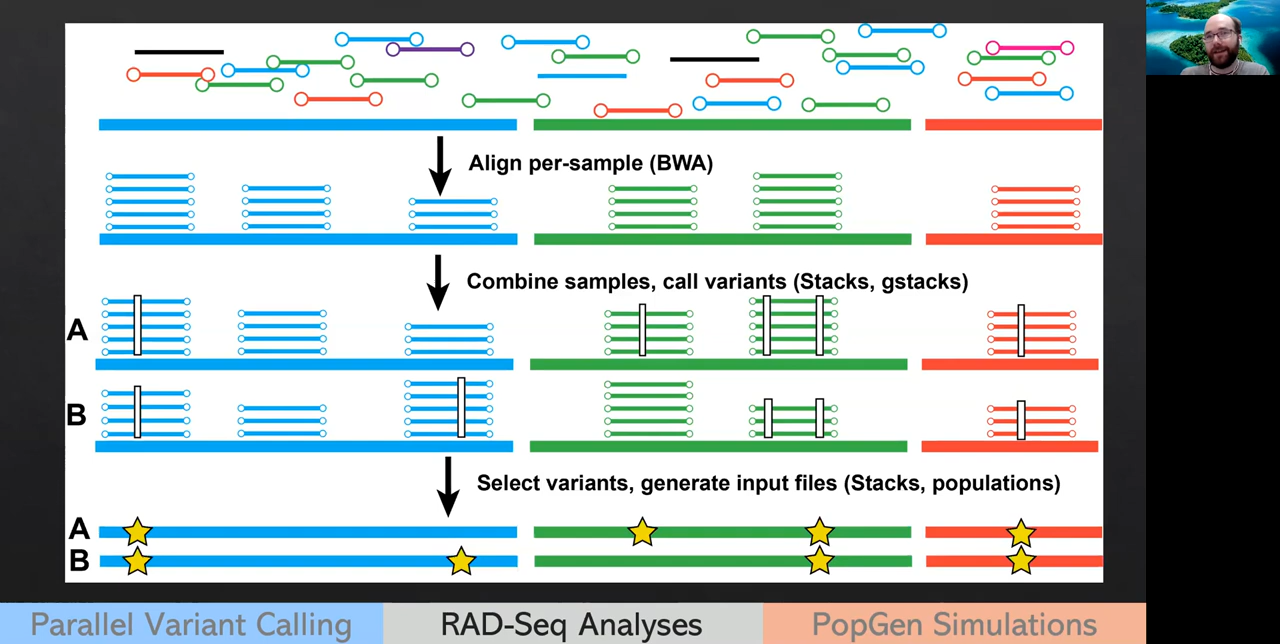 Align per-sample (BWA)
Combine samples, call variants (Stacks, gstacks)
A
B
Select variants, generate input files (Stacks, populations)
A
B
Parallel Variant Calling
RAD-Seq Analyses
PopGen Simulations